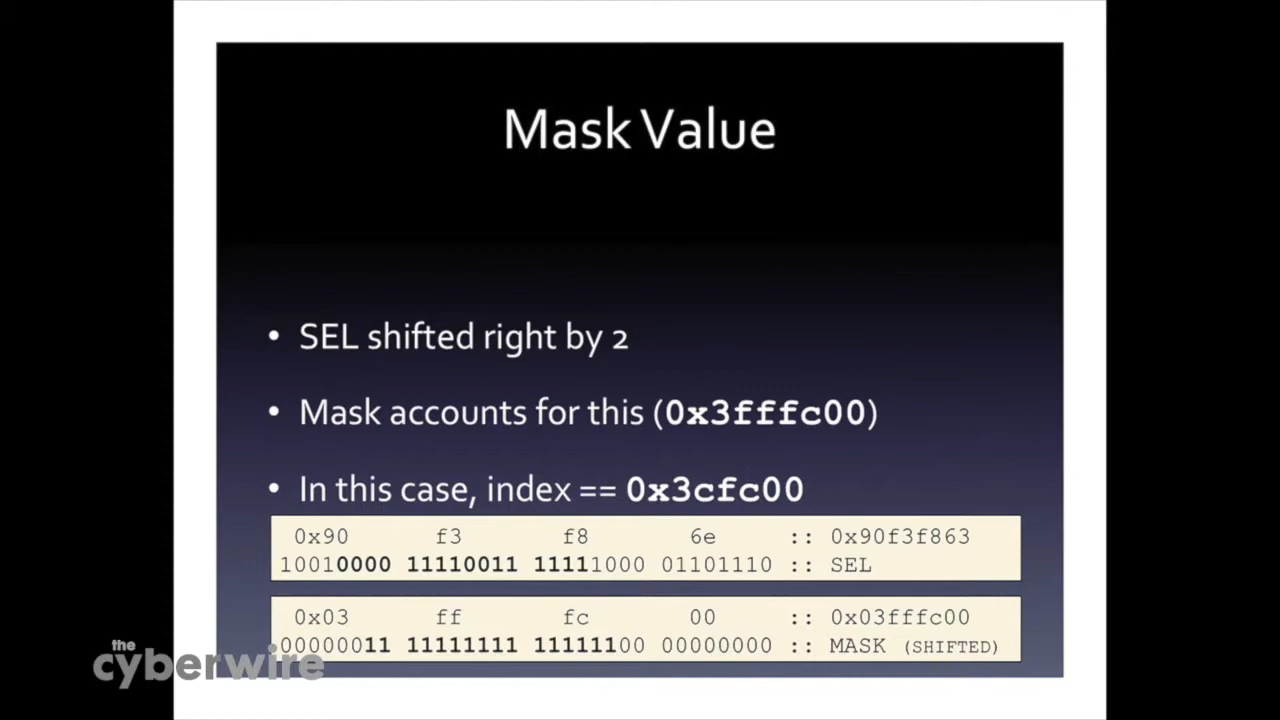 Mask Value
• SEL shifted right by 2
• Mask accounts for this (0x3fffc00)
• In this case, index == 0x3cfc00
0x90 f3 f8 6e :: 0x90f3f863
10010000 11110011 11111000 01101110 :: SEL
0x03 ff fc 00 :: 0x03fffc00
00000011 11111111 11111100 00000000 :: MASK (SHIFTED)
the
cyberwire